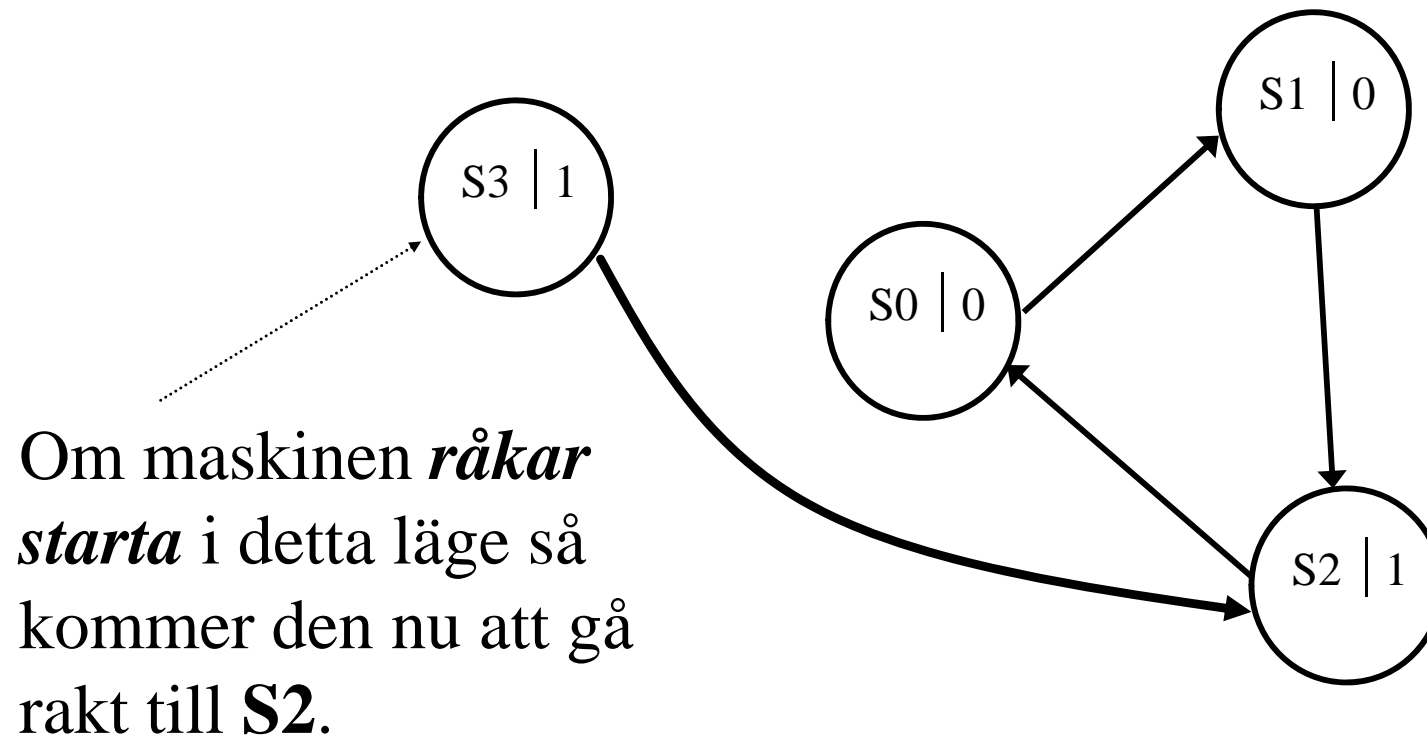 S1 | 0
S3 | 1
S0 | 0
S2 | 1
Om maskinen råkar
starta i detta läge så
kommer den nu att gå
rakt till S2.